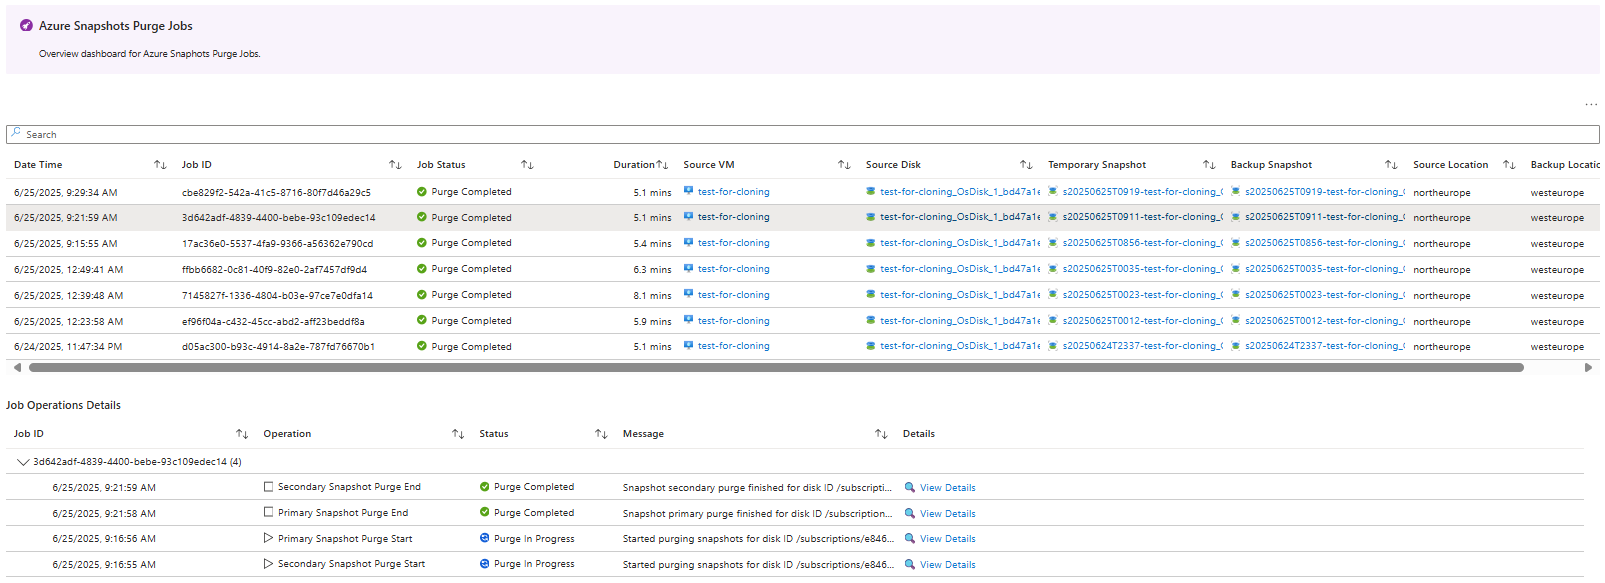 Azure Snapshots Purge Jobs
Overview dashboard for Azure Snaphots Purge Jobs.
...
Search
Date Time Job ID Job Status Duration Source VM Source Disk Temporary Snapshot Backup Snapshot Source Location Backup Locatio
6/25/2025, 9:29:34 AM cbe829f2-542a-41c5-8716-80f7d46a29c5 Purge Completed 5.1 mins test-for-cloning test-for-cloning_OsDisk_1_bd47a1e s20250625T0919-test-for-cloning_( s20250625T0919-test-for-cloning_( northeurope westeurope
6/25/2025, 9:21:59 AM 3d642adf-4839-4400-bebe-93c109edec14 Purge Completed 5.1 mins test-for-cloning test-for-cloning_OsDisk_1_bd47a1e s20250625T0911-test-for-cloning_( s20250625T0911-test-for-cloning_( northeurope westeurope
6/25/2025, 9:15:55 AM 17ac36e0-5537-4fa9-9366-a56362e790cd Purge Completed 5.4 mins test-for-cloning test-for-cloning_OsDisk_1_bd47a1e s20250625T0856-test-for-cloning_( s20250625T0856-test-for-cloning_( northeurope westeurope
6/25/2025, 12:49:41 AM ffbb6682-0c81-40f9-82e0-2af7457df9d4 Purge Completed 6.3 mins test-for-cloning test-for-cloning_OsDisk_1_bd47a1e s20250625T0035-test-for-cloning_( s20250625T0035-test-for-cloning_( northeurope westeurope
6/25/2025, 12:39:48 AM 7145827f-1336-4804-b03e-97ce7e0dfa14 Purge Completed 8.1 mins test-for-cloning test-for-cloning_OsDisk_1_bd47a1e s20250625T0023-test-for-cloning_( s20250625T0023-test-for-cloning_( northeurope westeurope
6/25/2025, 12:23:58 AM ef96f04a-c432-45cc-abd2-aff23beddf8a Purge Completed 5.9 mins test-for-cloning test-for-cloning_OsDisk_1_bd47a1e s20250625T0012-test-for-cloning_( s20250625T0012-test-for-cloning_( northeurope westeurope
6/24/2025, 11:47:34 PM d05ac300-b93c-4914-8a2e-787fd76670b1 Purge Completed 5.1 mins test-for-cloning test-for-cloning_OsDisk_1_bd47a1e s20250624T2337-test-for-cloning_( s20250624T2337-test-for-cloning_( northeurope westeurope
Job Operations Details
Job ID Operation Status Message Details
3d642adf-4839-4400-bebe-93c109edec14 (4)
6/25/2025, 9:21:59 AM Secondary Snapshot Purge End Purge Completed Snapshot secondary purge finished for disk ID /subscripti... View Details
6/25/2025, 9:21:58 AM Primary Snapshot Purge End Purge Completed Snapshot primary purge finished for disk ID /subscription... View Details
6/25/2025, 9:16:56 AM Primary Snapshot Purge Start Purge In Progress Started purging snapshots for disk ID /subscriptions/e846... View Details
6/25/2025, 9:16:55 AM Secondary Snapshot Purge Start Purge In Progress Started purging snapshots for disk ID /subscriptions/e846... View Details